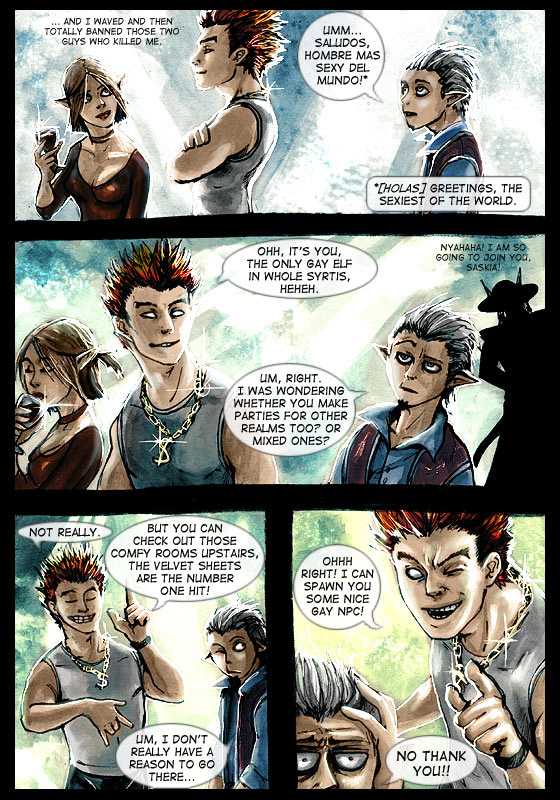 ... AND I WAVED AND THEN
TOTALLY BANNED THOSE TWO
GUYS WHO KILLED ME.
UMM...
SALUDOS,
HOMBRE MAS
SEXY DEL
MUNDO!*
*[HOLAS] GREETINGS, THE
SEXIEST OF THE WORLD.
OHH, IT'S YOU,
THE ONLY GAY ELF
IN WHOLE SYRTIS,
HEHEH.
NYAHAHA! I AM SO
GOING TO JOIN YOU,
SASKIA!
UM, RIGHT.
I WAS WONDERING
WHETHER YOU MAKE
PARTIES FOR OTHER
REALMS TOO? OR
MIXED ONES?
NOT REALLY.
BUT YOU CAN
CHECK OUT THOSE
COMFY ROOMS UPSTAIRS,
THE VELVET SHEETS
ARE THE NUMBER
ONE HIT!
UM, I DON'T
REALLY HAVE A
REASON TO GO
THERE...
OHHH
RIGHT! I CAN
SPAWN YOU
SOME NICE
GAY NPC!
NO THANK
YOU!!